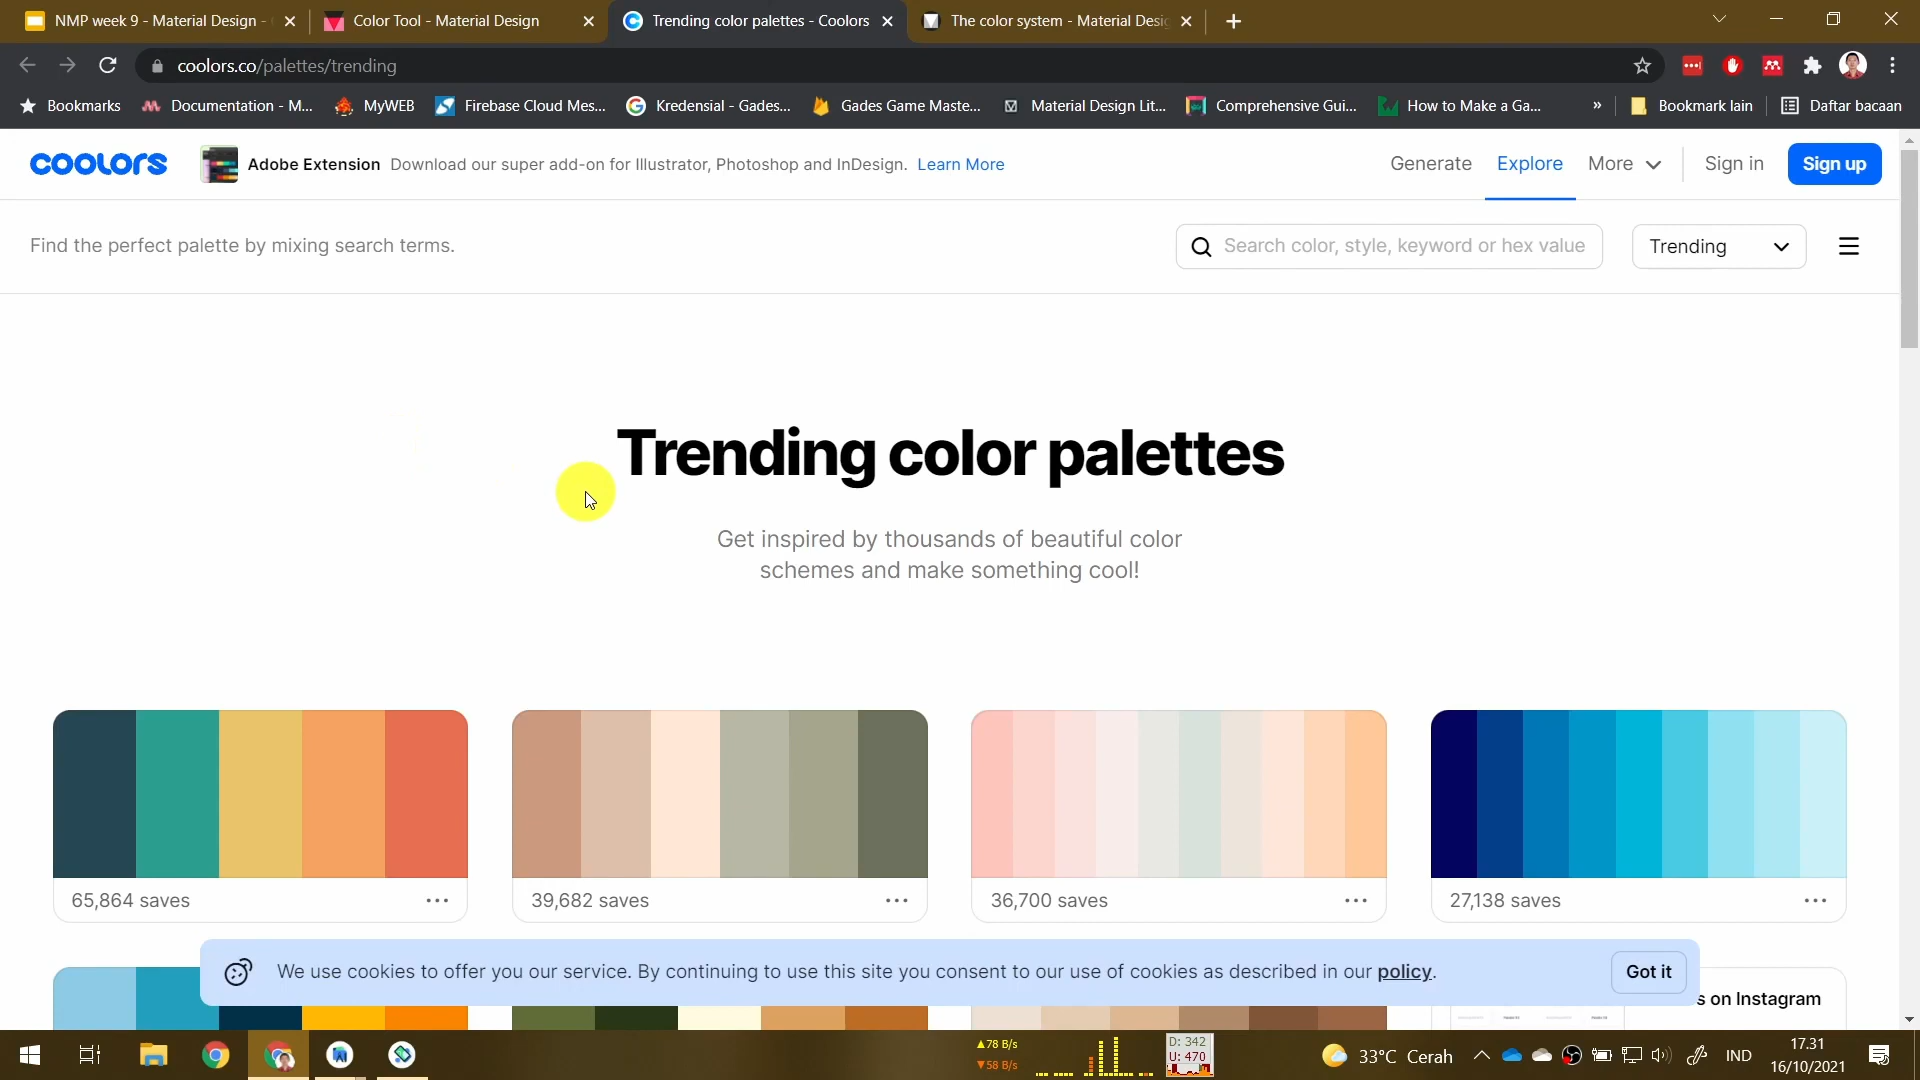 NMP week 9 - Material Design -
Color Tool - Material Design
Trending color palettes - Coolors
The color system - Material Desig
coolors.co/palettes/trending
Bookmarks
Documentation - M...
MyWEB
Firebase Cloud Mes...
Kredensial - Gades...
Gades Game Maste...
Material Design Lit...
Comprehensive Gui...
How to Make a Ga...
»
Bookmark lain
Daftar bacaan
coolors
Adobe Extension Download our super add-on for Illustrator, Photoshop and InDesign. Learn More
Generate
Explore
More
Sign in
Sign up
Find the perfect palette by mixing search terms.
Search color, style, keyword or hex value
Trending
Trending color palettes
Get inspired by thousands of beautiful color
schemes and make something cool!
65,864 saves
39,682 saves
36,700 saves
27,138 saves
We use cookies to offer you our service. By continuing to use this site you consent to our use of cookies as described in our policy.
Got it
s on Instagram
78 B/s
58 B/s
D: 342
U: 470
33°C Cerah
IND
17.31
16/10/2021